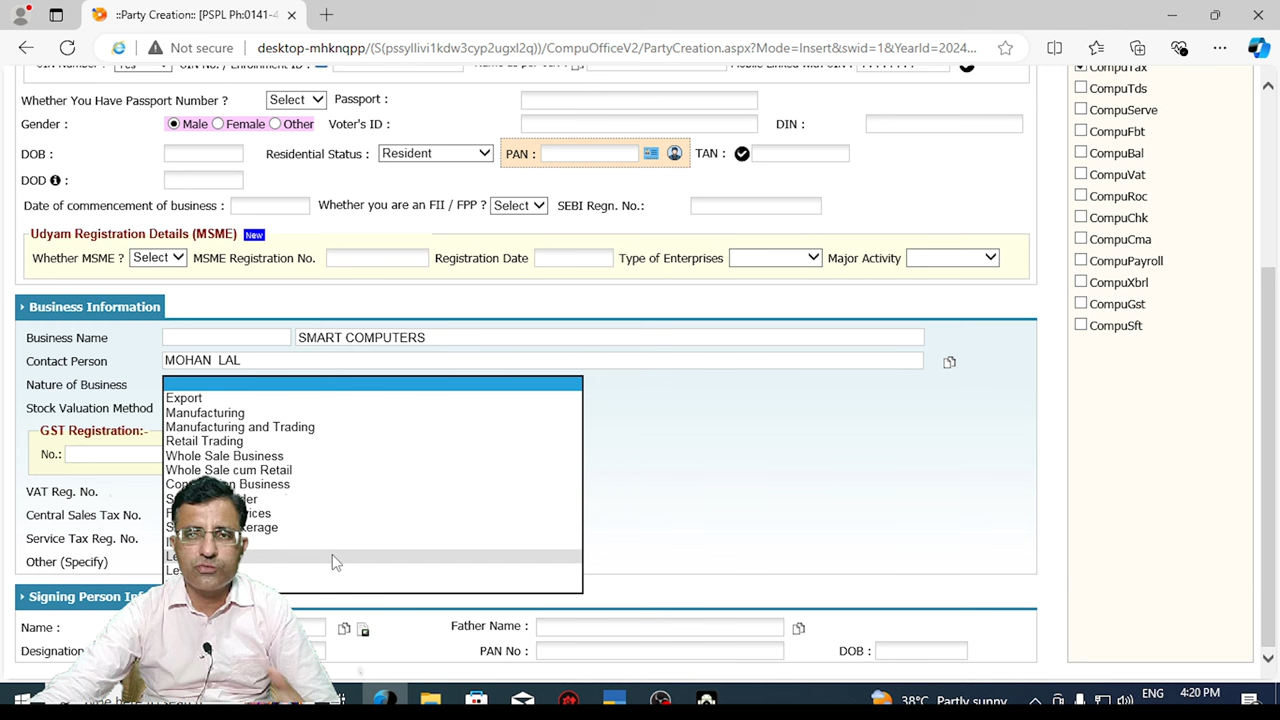 ::Party Creation:: [PSPL Ph:0141-4
Not secure
desktop-mhknqpp/(S(pssyllivi1kdw3cyp2ugxl2q))/CompuOfficeV2/PartyCreation.aspx?Mode=Insert&swid=1&YearId=2024...
CompuTax
Whether You Have Passport Number ? Select Passport :
CompuTds
Gender : Male Female Other Voter's ID : DIN :
CompuServe
CompuFbt
DOB : Residential Status : Resident PAN : TAN :
CompuBal
DOD :
CompuVat
Date of commencement of business : Whether you are an FII / FPP ? Select SEBI Regn. No.:
CompuRoc
CompuChk
Udyam Registration Details (MSME) New
CompuCma
Whether MSME ? Select MSME Registration No. Registration Date Type of Enterprises Major Activity
CompuPayroll
CompuXbrl
CompuGst
Business Information
CompuSft
Business Name SMART COMPUTERS
Contact Person MOHAN LAL
Nature of Business
Export
Stock Valuation Method
Manufacturing
Manufacturing and Trading
GST Registration:-
Retail Trading
No.:
Whole Sale Business
Whole Sale cum Retail
Business
VAT Reg. No.
Central Sales Tax No.
Service Tax Reg. No.
Other (Specify)
Signing Person
Name : Father Name :
Designation PAN No : DOB :
38°C Partly sunny ENG 4:20 PM